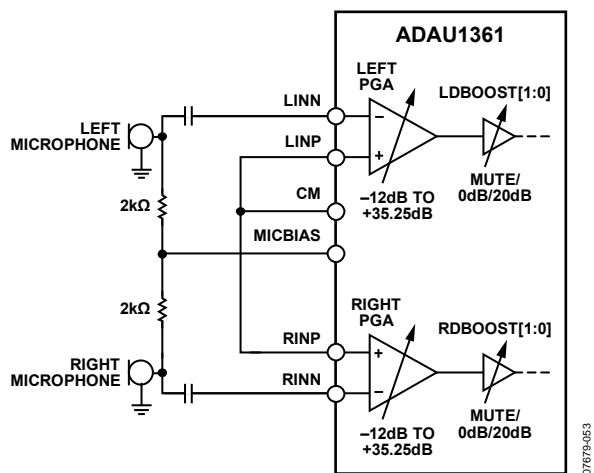 ADAU1361
LEFT
PGA
LDBOOST[1:0]
LINN
LEFT
MICROPHONE
LINP
CM
2kΩ
MUTE/
0dB/20dB
–12dB TO
+35.25dB
MICBIAS
2kΩ
RIGHT
PGA
RDBOOST[1:0]
RINP
RIGHT
MICROPHONE
RINN
MUTE/
0dB/20dB
–12dB TO
+35.25dB
07679-053